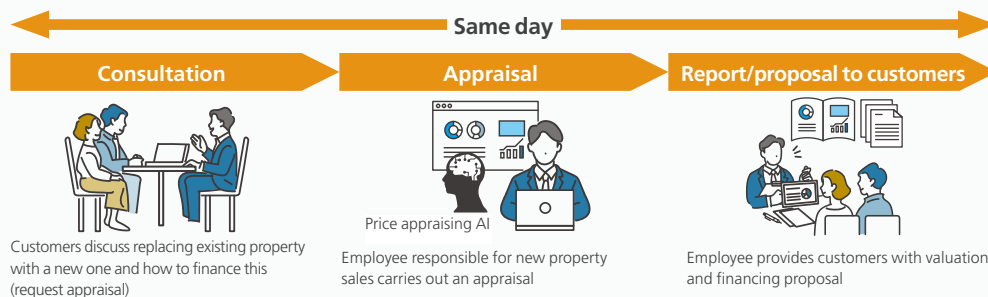 Same day
Consultation
Appraisal
Report/proposal to customers
Price appraising AI
Customers discuss replacing existing property
with a new one and how to finance this
(request appraisal)
Employee responsible for new property
sales carries out an appraisal
Employee provides customers with valuation
and financing proposal